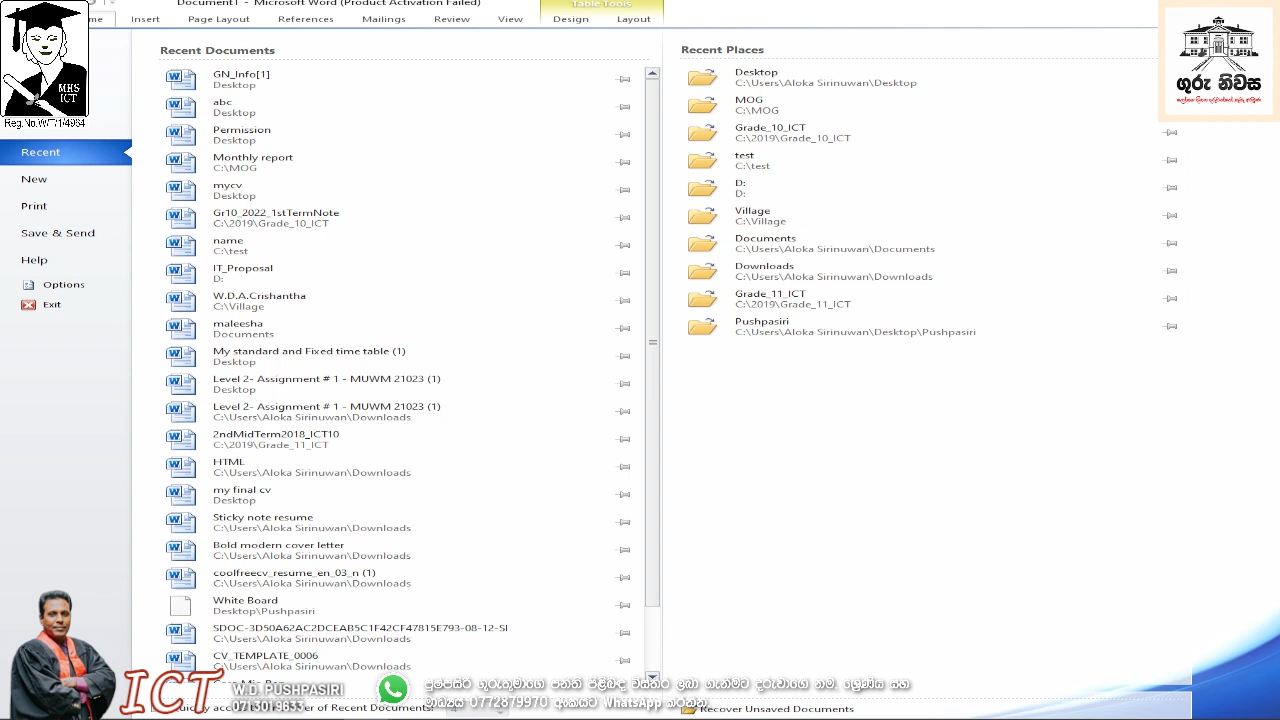 Document1 - Microsoft Word (Product Activation Failed)
Table Tools
Insert Page Layout References Mailings Review View Design Layout
MHS
ICT
ගුරු නිවස
Recent
New
Print
Save & Send
Help
Options
Exit
Recent Documents
GN_Info[1]
Desktop
abc
Desktop
Permission
Desktop
Monthly report
C:\MOG
mycv
Desktop
Gr10_2022_1stTermNote
C:\2019\Grade_10_ICT
name
C:\test
IT_Proposal
D:
W.D.A.Crishantha
C:\Village
maleesha
Documents
My standard and Fixed time table (1)
Desktop
Level 2- Assignment # 1 - MUWM 21023 (1)
Desktop
Level 2- Assignment # 1 - MUWM 21023 (1)
C:\Users\Aloka Sirinuwan\Downloads
2ndMidTerm2018_ICT10
C:\2019\Grade_11_ICT
HTML
C:\Users\Aloka Sirinuwan\Downloads
my final cv
Desktop
Sticky note resume
C:\Users\Aloka Sirinuwan\Downloads
Bold modern cover letter
C:\Users\Aloka Sirinuwan\Downloads
coolfreecv_resume_en_03_n (1)
C:\Users\Aloka Sirinuwan\Downloads
White Board
Desktop\Pushpasiri
SDOC-3D50A62AC2DCEAB5C1F42CF47815E793-08-12-SI
C:\Users\Aloka Sirinuwan\Downloads
CV_TEMPLATE_0006
C:\Users\Aloka Sirinuwan\Downloads
Recent Places
Desktop
C:\Users\Aloka Sirinuwan\Desktop
MOG
C:\MOG
Grade_10_ICT
C:\2019\Grade_10_ICT
test
C:\test
D:
D:
Village
C:\Village
Documents
C:\Users\Aloka Sirinuwan\Documents
Downloads
C:\Users\Aloka Sirinuwan\Downloads
Grade_11_ICT
C:\2019\Grade_11_ICT
Pushpasiri
C:\Users\Aloka Sirinuwan\Desktop\Pushpasiri
ICT
W.D. PUSHPASIRI
0713019633
0772879970 අංකයට WhatsApp කරන්න.
er of Recent Documents:
Recover Unsaved Documents